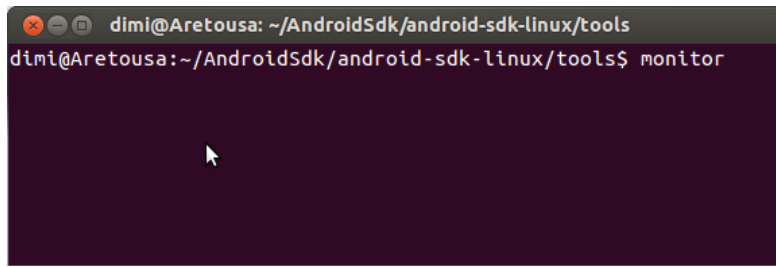 dimi@Aretousa: ~/AndroidSdk/android-sdk-linux/tools
dimi@Aretousa:~/AndroidSdk/android-sdk-linux/tools$ monitor